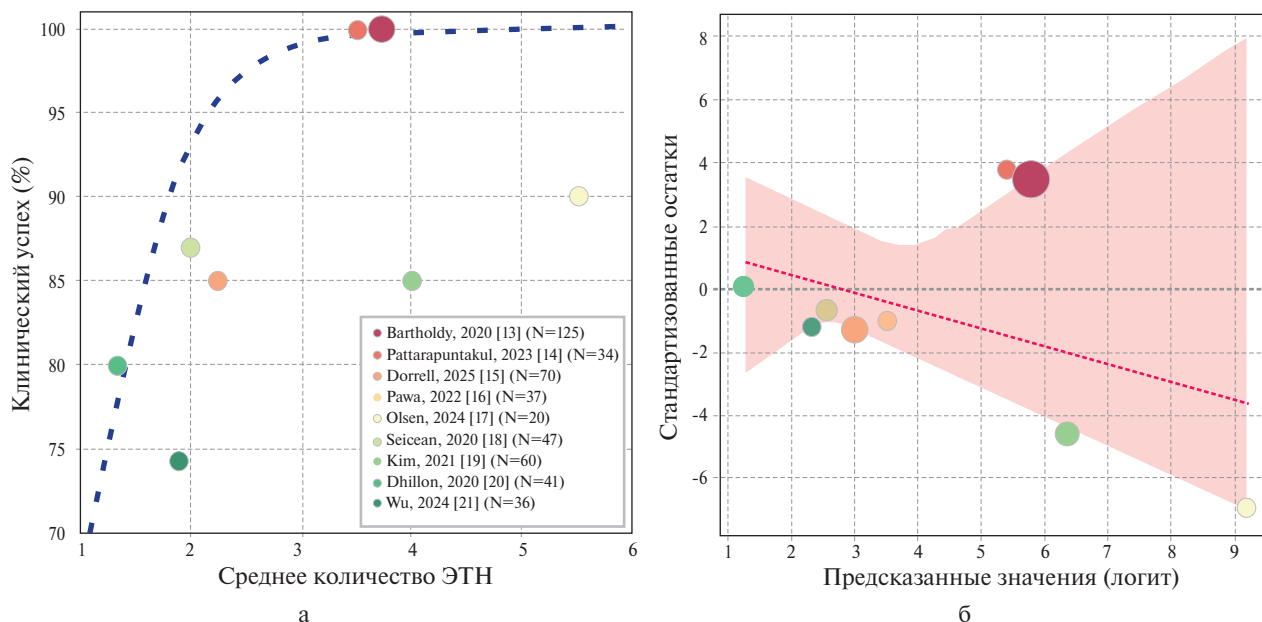 Клинический успех (%)
100
95
90
85
80
75
70
Bartholdy, 2020 [13] (N=125)
Pattarapuntakul, 2023 [14] (N=34)
Dorrell, 2025 [15] (N=70)
Pawa, 2022 [16] (N=37)
Olsen, 2024 [17] (N=20)
Seicean, 2020 [18] (N=47)
Kim, 2021 [19] (N=60)
Dhillon, 2020 [20] (N=41)
Wu, 2024 [21] (N=36)
1 2 3 4 5 6
Среднее количество ЭТН
а
Стандартизованные остатки
8
6
4
2
0
-2
-4
-6
1 2 3 4 5 6 7 8 9
Предсказанные значения (логит)
б